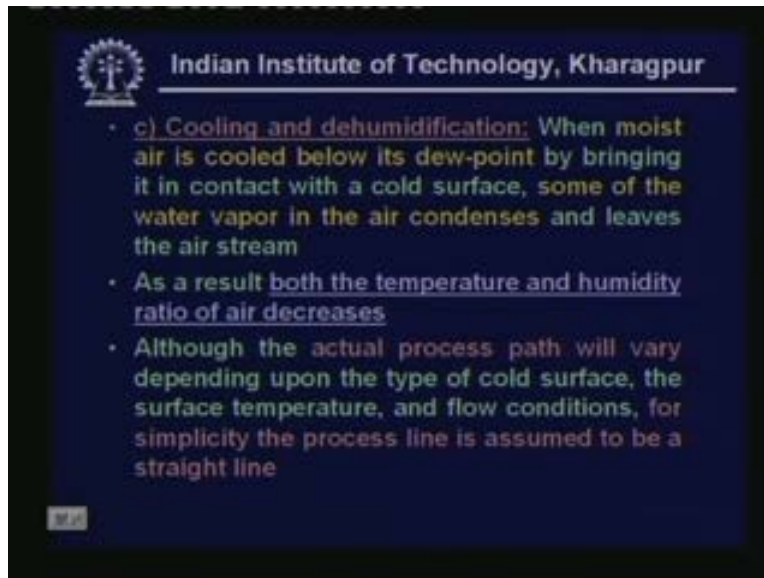 Indian Institute of Technology, Kharagpur
• c) Cooling and dehumidification: When moist
air is cooled below its dew-point by bringing
it in contact with a cold surface, some of the
water vapor in the air condenses and leaves
the air stream
• As a result both the temperature and humidity
ratio of air decreases
• Although the actual process path will vary
depending upon the type of cold surface, the
surface temperature, and flow conditions, for
simplicity the process line is assumed to be a
straight line